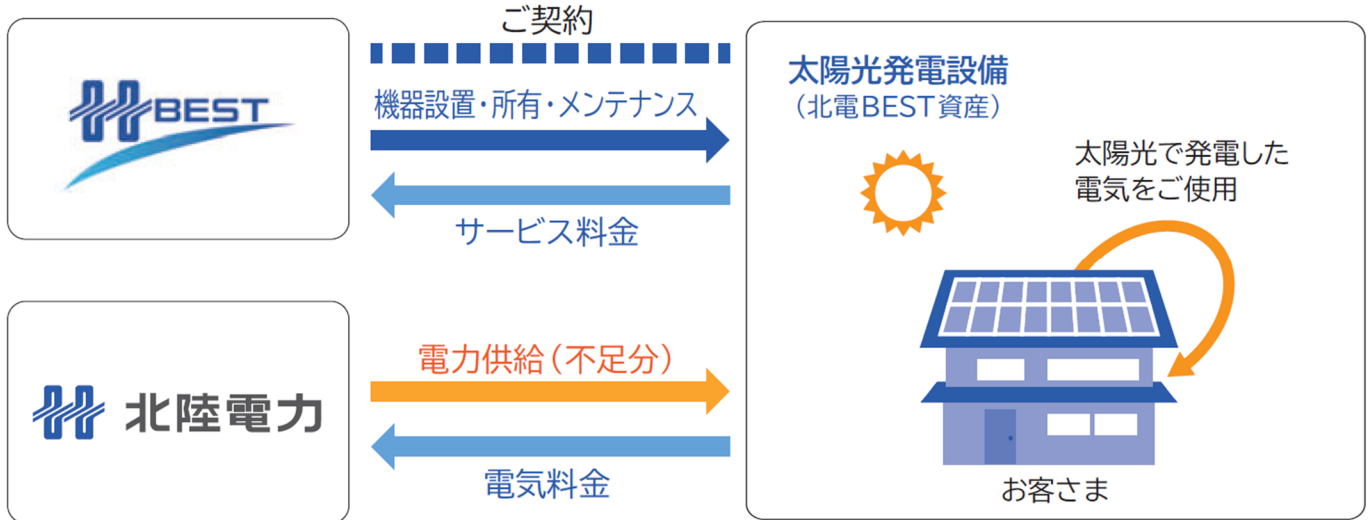 BEST
ご契約
機器設置・所有・メンテナンス
サービス料金
北陸電力
電力供給(不足分)
電気料金
太陽光発電設備
(北電BEST資産)
太陽光で発電した
電気をご使用
お客さま